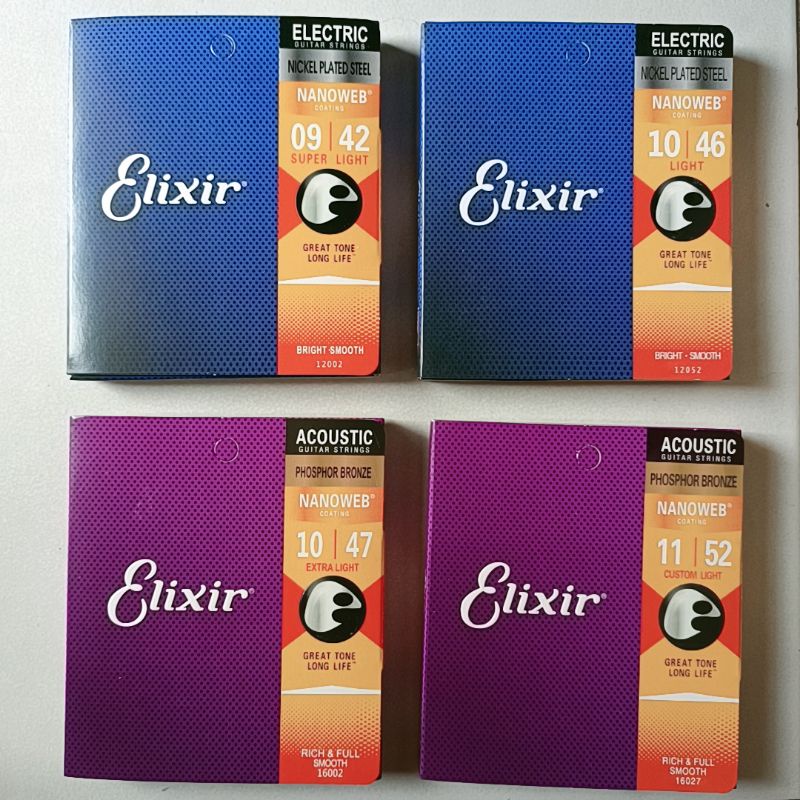 ELECTRIC
GUITAR STRINGS
NICKEL PLATED STEEL
NANOWEB®
COATING
09 | 42
SUPER LIGHT
Elixir®
GREAT TONE
LONG LIFE™
BRIGHT SMOOTH
12002
ELECTRIC
GUITAR STRINGS
NICKEL PLATED STEEL
NANOWEB®
COATING
10 | 46
LIGHT
Elixir®
GREAT TONE
LONG LIFE™
BRIGHT - SMOOTH
12052
ACOUSTIC
GUITAR STRINGS
PHOSPHOR BRONZE
NANOWEB®
COATING
10 | 47
EXTRA LIGHT
Elixir®
GREAT TONE
LONG LIFE™
RICH & FULL
SMOOTH
16002
ACOUSTIC
GUITAR STRINGS
PHOSPHOR BRONZE
NANOWEB®
COATING
11 | 52
CUSTOM LIGHT
Elixir®
GREAT TONE
LONG LIFE™
RICH & FULL
SMOOTH
16027